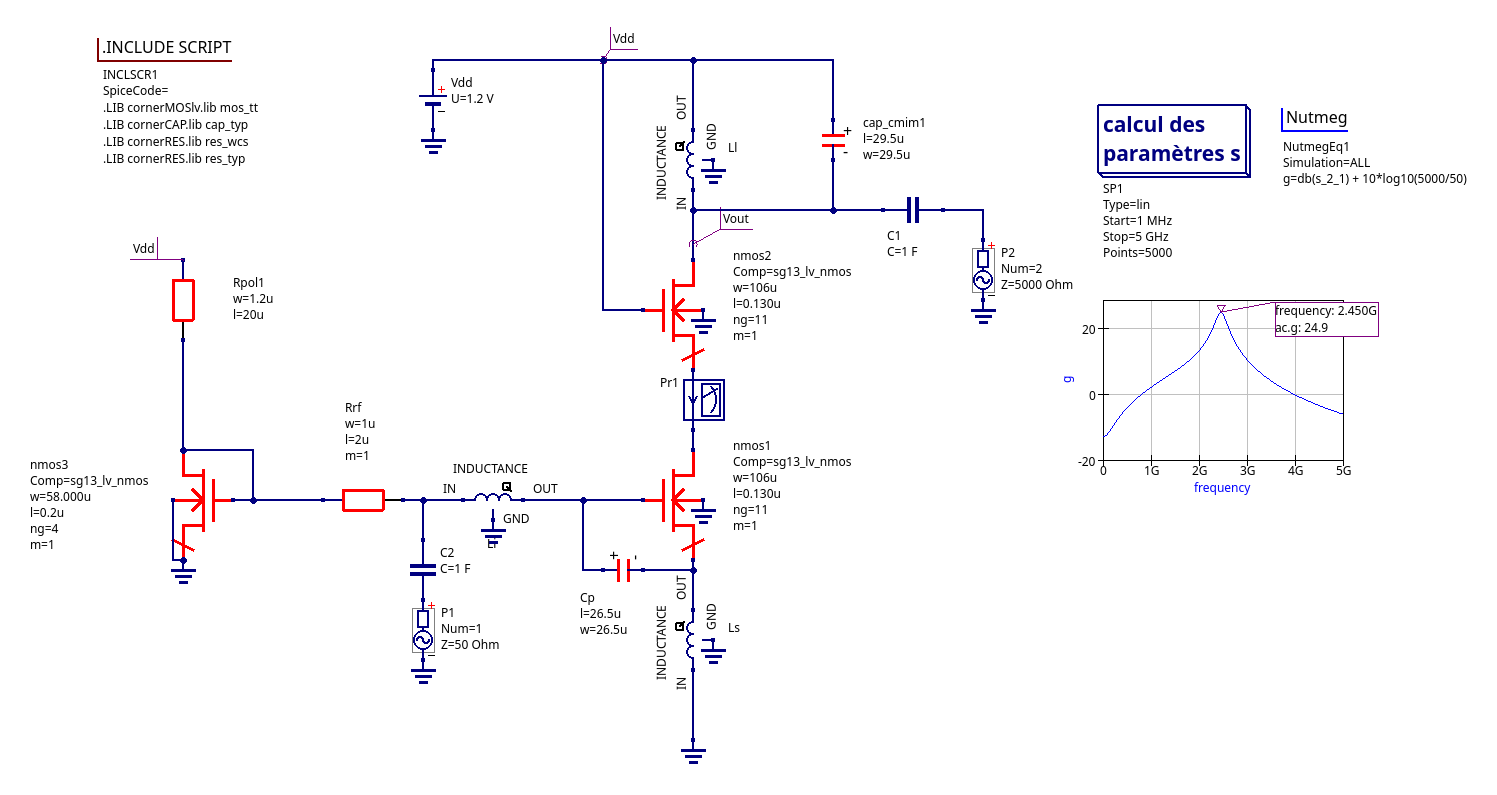 .INCLUDE SCRIPT
INCLSCR1
SpiceCode=
.LIB cornerMOSlv.lib mos_tt
.LIB cornerCAP.lib cap_typ
.LIB cornerRES.lib res_wcs
.LIB cornerRES.lib res_typ
Vdd
Vdd
U=1.2 V
+
−
OUT
GND
INDUCTANCE
IN
Q
Ll
+
-
cap_cmim1
l=29.5u
w=29.5u
Vout
C1
C=1 F
+
−
P2
Num=2
Z=5000 Ohm
nmos2
Comp=sg13_lv_nmos
w=106u
l=0.130u
ng=11
m=1
Pr1
Vdd
Rpol1
w=1.2u
l=20u
Rrf
w=1u
l=2u
m=1
nmos3
Comp=sg13_lv_nmos
w=58.000u
l=0.2u
ng=4
m=1
INDUCTANCE
IN
Q
OUT
GND
Li
nmos1
Comp=sg13_lv_nmos
w=106u
l=0.130u
ng=11
m=1
C2
C=1 F
+
−
P1
Num=1
Z=50 Ohm
+
-
Cp
l=26.5u
w=26.5u
OUT
GND
INDUCTANCE
IN
Q
Ls
calcul des
paramètres s
SP1
Type=lin
Start=1 MHz
Stop=5 GHz
Points=5000
Nutmeg
NutmegEq1
Simulation=ALL
g=db(s_2_1) + 10*log10(5000/50)
frequency: 2.450G
ac.g: 24.9
20
0
-20
g
0 1G 2G 3G 4G 5G
frequency